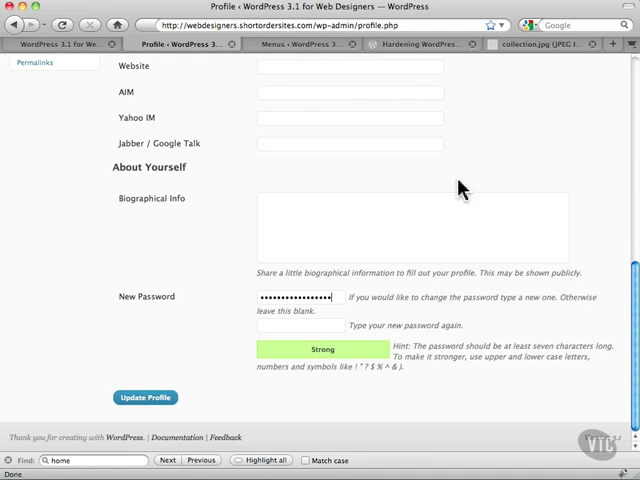 Profile ‹ WordPress 3.1 for Web Designers — WordPress
http://webdesigners.shortordersites.com/wp-admin/profile.php
Google
WordPress 3.1 for We...
Profile ‹ WordPress 3....
Menus ‹ WordPress 3....
Hardening WordPres...
collection.jpg (JPEG I...
Permalinks
Website
AIM
Yahoo IM
Jabber / Google Talk
About Yourself
Biographical Info
Share a little biographical information to fill out your profile. This may be shown publicly.
New Password
•••••••••••••••••
If you would like to change the password type a new one. Otherwise
leave this blank.
Type your new password again.
Strong
Hint: The password should be at least seven characters long.
To make it stronger, use upper and lower case letters,
numbers and symbols like ! " ? $ % ^ & ).
Update Profile
Thank you for creating with WordPress. | Documentation | Feedback
Find:
home
Next
Previous
Highlight all
Match case
Done